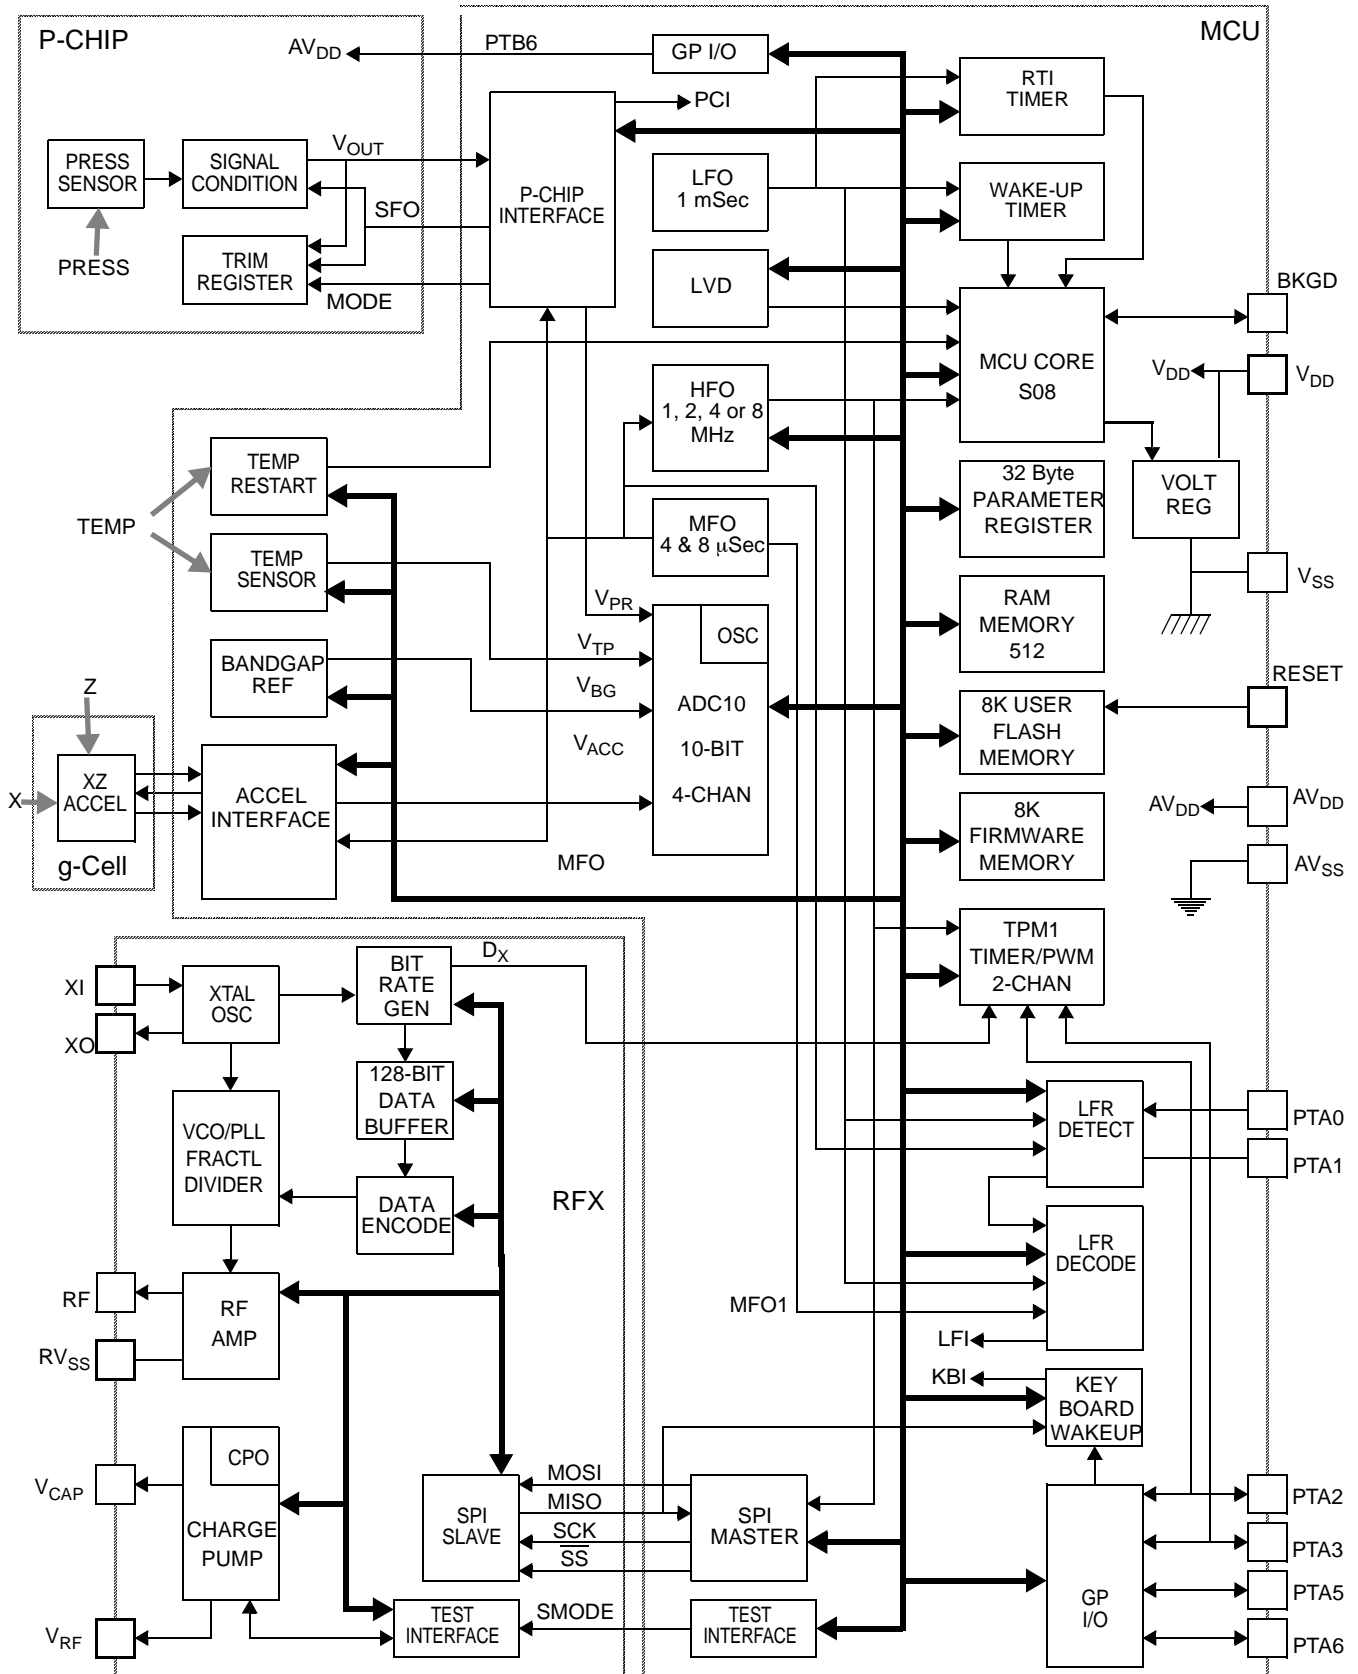 P-CHIP
MCU
AVDD
PTB6
GP I/O
RTI
TIMER
PCI
PRESS
SENSOR
SIGNAL
CONDITION
VOUT
P-CHIP
INTERFACE
LFO
1 mSec
WAKE-UP
TIMER
SFO
TRIM
REGISTER
PRESS
MODE
LVD
BKGD
MCU CORE
S08
VDD
VDD
HFO
1, 2, 4 or 8
MHz
TEMP
RESTART
32 Byte
PARAMETER
REGISTER
VOLT
REG
TEMP
MFO
4 & 8 μSec
TEMP
SENSOR
VSS
VPR
OSC
RAM
MEMORY
512
VTP
BANDGAP
REF
VBG
RESET
Z
ADC10
10-BIT
4-CHAN
8K USER
FLASH
MEMORY
VACC
XZ
ACCEL
X
ACCEL
INTERFACE
AVDD
AVDD
8K
FIRMWARE
MEMORY
g-Cell
MFO
AVSS
TPM1
TIMER/PWM
2-CHAN
DX
BIT
RATE
GEN
XI
XTAL
OSC
XO
128-BIT
DATA
BUFFER
LFR
DETECT
PTA0
PTA1
VCO/PLL
FRACTL
DIVIDER
DATA
ENCODE
RFX
LFR
DECODE
RF
RF
AMP
MFO1
LFI
RVSS
KBI
KEY
BOARD
WAKEUP
CPO
VCAP
CHARGE
PUMP
SPI
SLAVE
MOSI
MISO
SCK
SS
SPI
MASTER
PTA2
PTA3
PTA5
PTA6
GP
I/O
VRF
TEST
INTERFACE
SMODE
TEST
INTERFACE